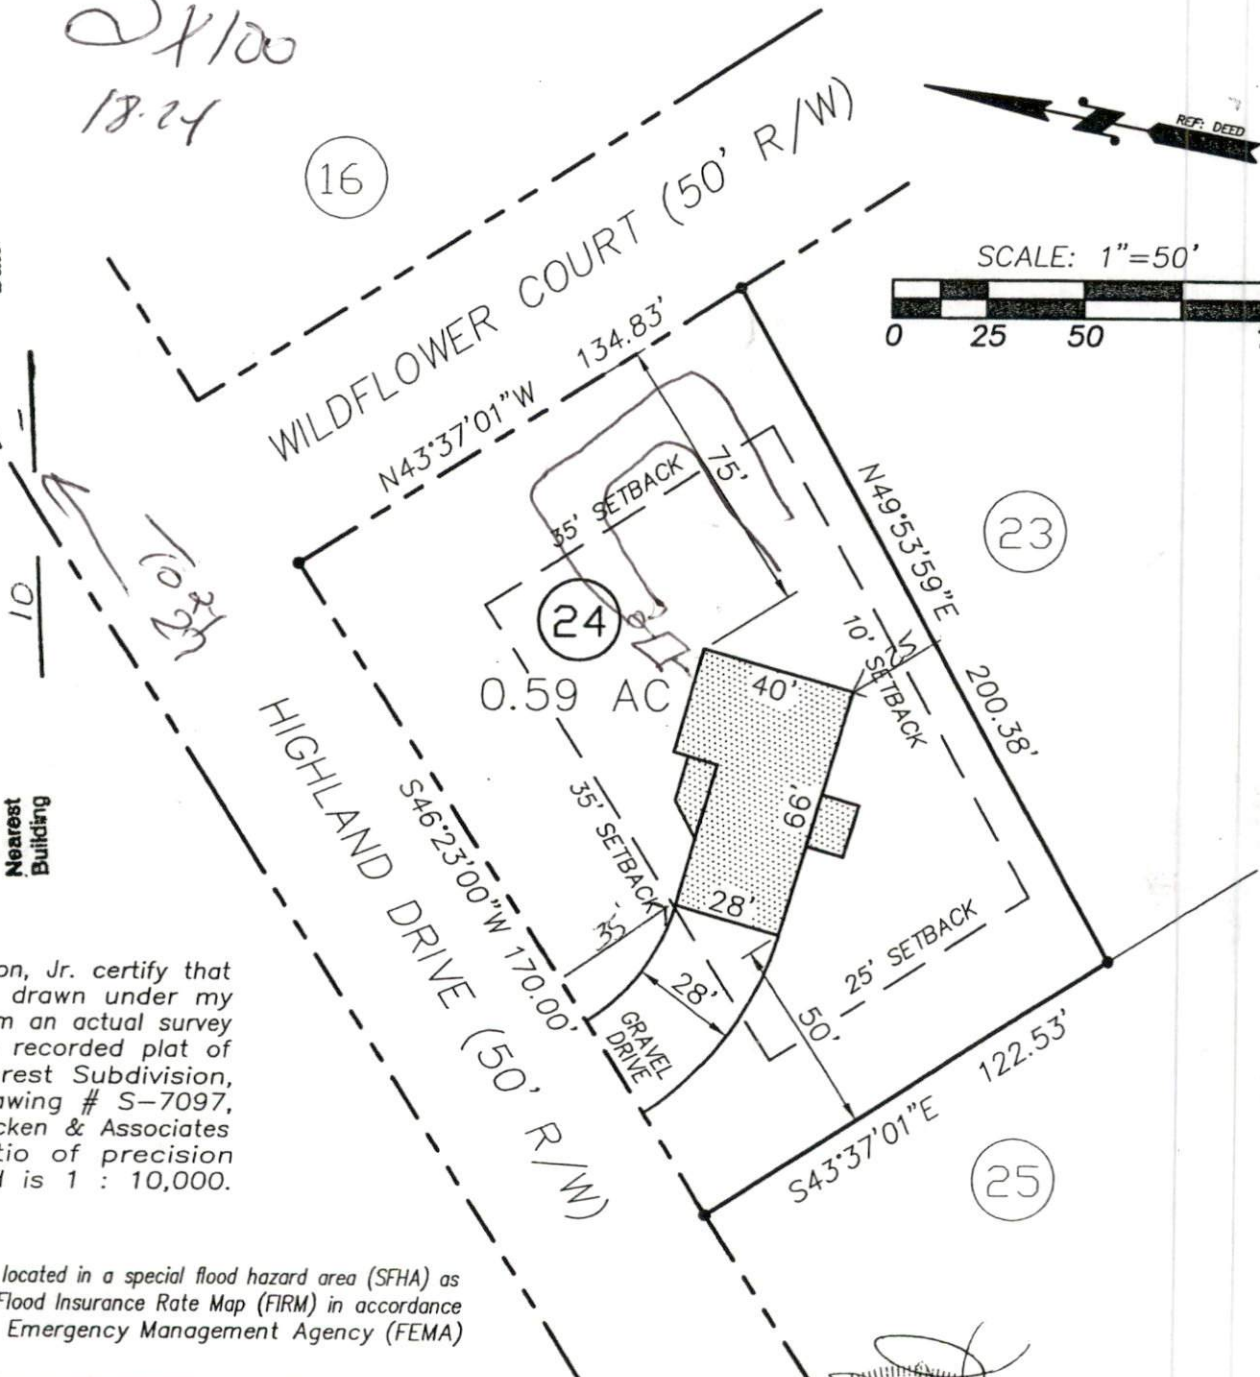 X100
18.24
16
REF: DEED
WILDFLOWER COURT (50' R/W)
SCALE: 1"=50'
0 25 50
134.83'
N43°37'01"W
75'
35' SETBACK
N49°53'59"E
200.38'
23
10
24
0.59 AC
10' SETBACK
25'
40'
66'
28'
HIGHLAND DRIVE (50' R/W)
S46°23'00"W 170.00'
35' SETBACK
35'
Nearest
Building
28'
GRAVEL
DRIVE
50'
25' SETBACK
122.53'
S43°37'01"E
25
on, Jr. certify that
drawn under my
m an actual survey
recorded plat of
rest Subdivision,
awing # S-7097,
cken & Associates
tio of precision
d is 1 : 10,000.
located in a special flood hazard area (SFHA) as
Flood Insurance Rate Map (FIRM) in accordance
Emergency Management Agency (FEMA)